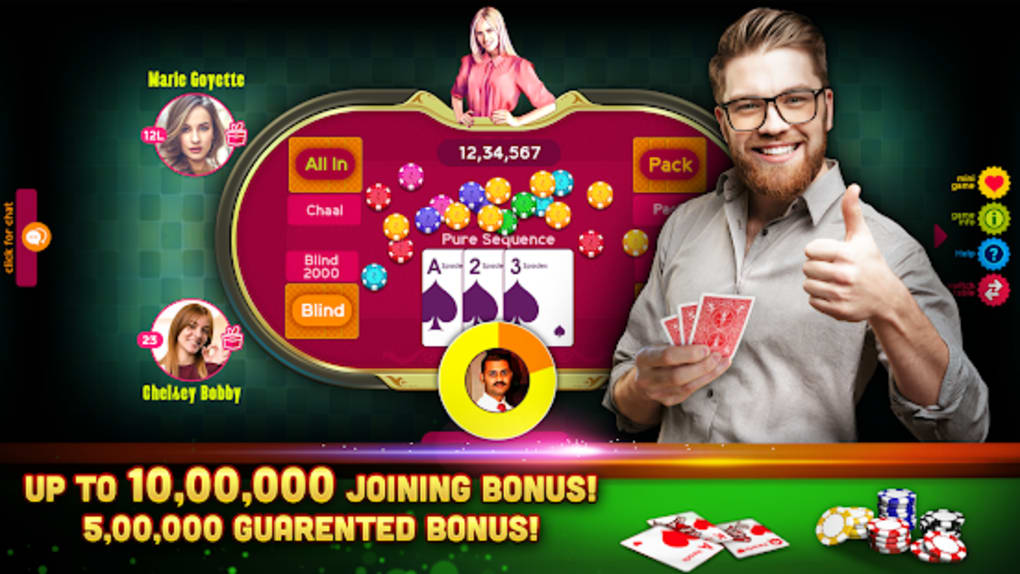 Marie Goyette
12L
12,34,567
All In
Pack
Chaal
Blind
2000
Blind
Pure Sequence
A Spades
2 Spades
3 Spades
23
Chelsey Bobby
click for chat
mini
game
game
info
Help
UP TO 10,00,000 JOINING BONUS!
5,00,000 GUARENTED BONUS!